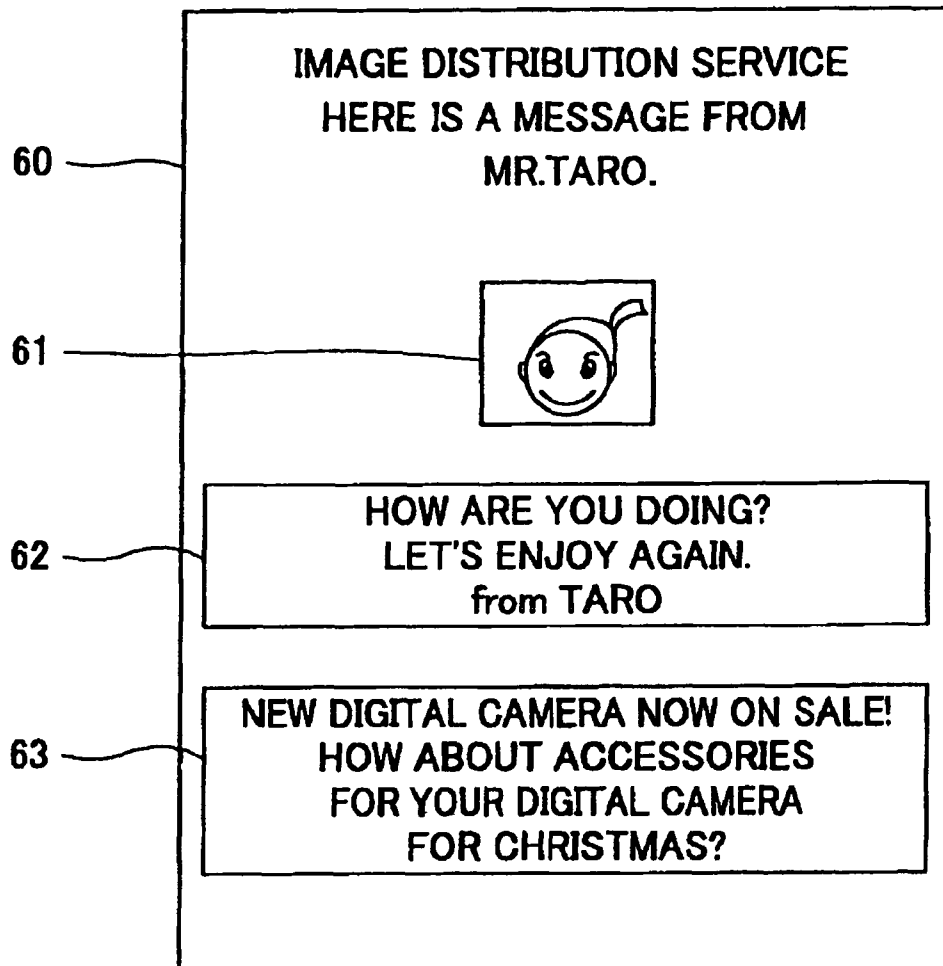 IMAGE DISTRIBUTION SERVICE
HERE IS A MESSAGE FROM
MR.TARO.
60
61
HOW ARE YOU DOING?
LET'S ENJOY AGAIN.
from TARO
62
NEW DIGITAL CAMERA NOW ON SALE!
HOW ABOUT ACCESSORIES
FOR YOUR DIGITAL CAMERA
FOR CHRISTMAS?
63